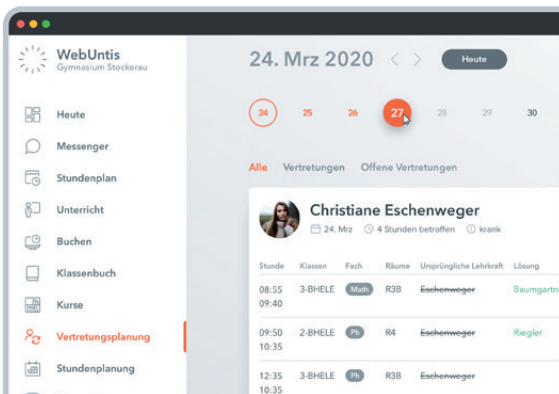 WebUntis
Gymnasium Stockerau
Heute
Messenger
Stundenplan
Unterricht
Buchen
Klassenbuch
Kurse
Vertretungsplanung
Stundenplanung
24. Mrz 2020 < > Heute
24 25 26 27 28 29 30
Alle Vertretungen Offene Vertretungen
Christiane Eschenweger
24. Mrz 4 Stunden betroffen krank
Stunde Klassen Fach Räume Ursprüngliche Lehrkraft Lösung
08:55 3-BHELE Math R3B Eschenweger Baumgartn
09:40
09:50 2-BHELE Ph R4 Eschenweger Riegler
10:35
12:35 3-BHELE Ph R3B Eschenweger
10:35